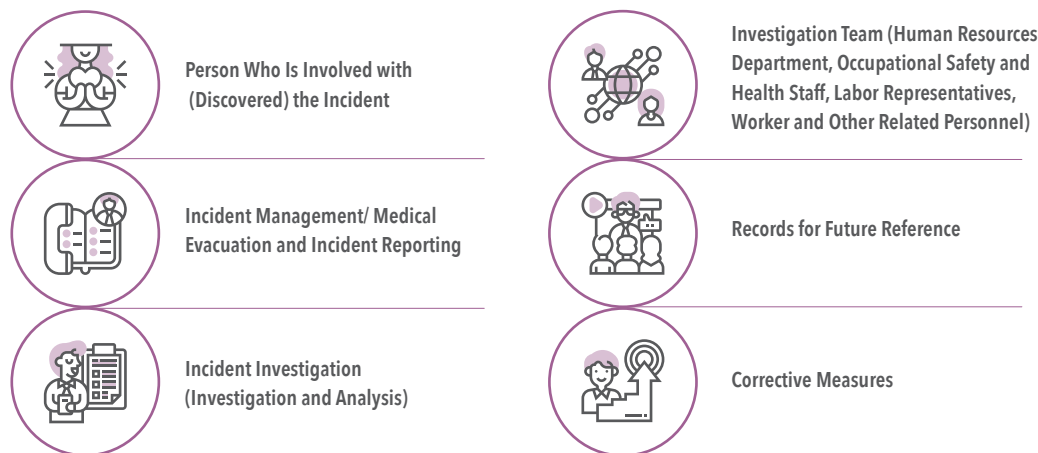 Person Who Is Involved with
(Discovered) the Incident
Incident Management/ Medical
Evacuation and Incident Reporting
Incident Investigation
(Investigation and Analysis)
Investigation Team (Human Resources
Department, Occupational Safety and
Health Staff, Labor Representatives,
Worker and Other Related Personnel)
Records for Future Reference
Corrective Measures